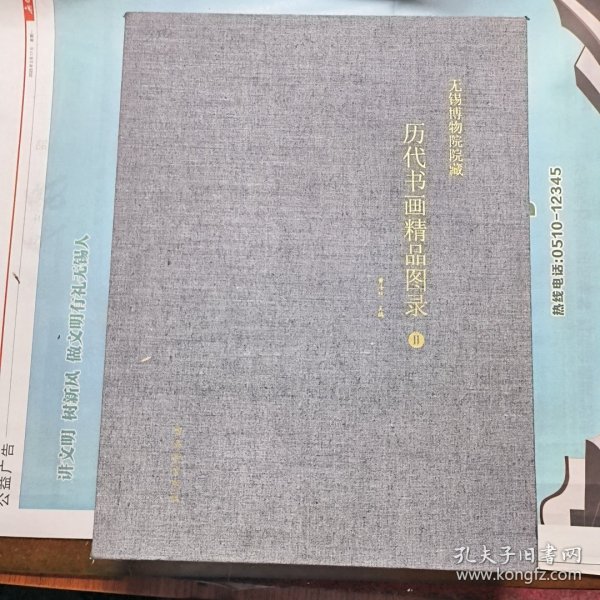 无锡博物院院藏
历代书画精品图录
II
主编
热线电话:0510-12345
讲文明 树新风 做文明有礼无锡人
公益广告
孔夫子旧书网
www.kongfz.com